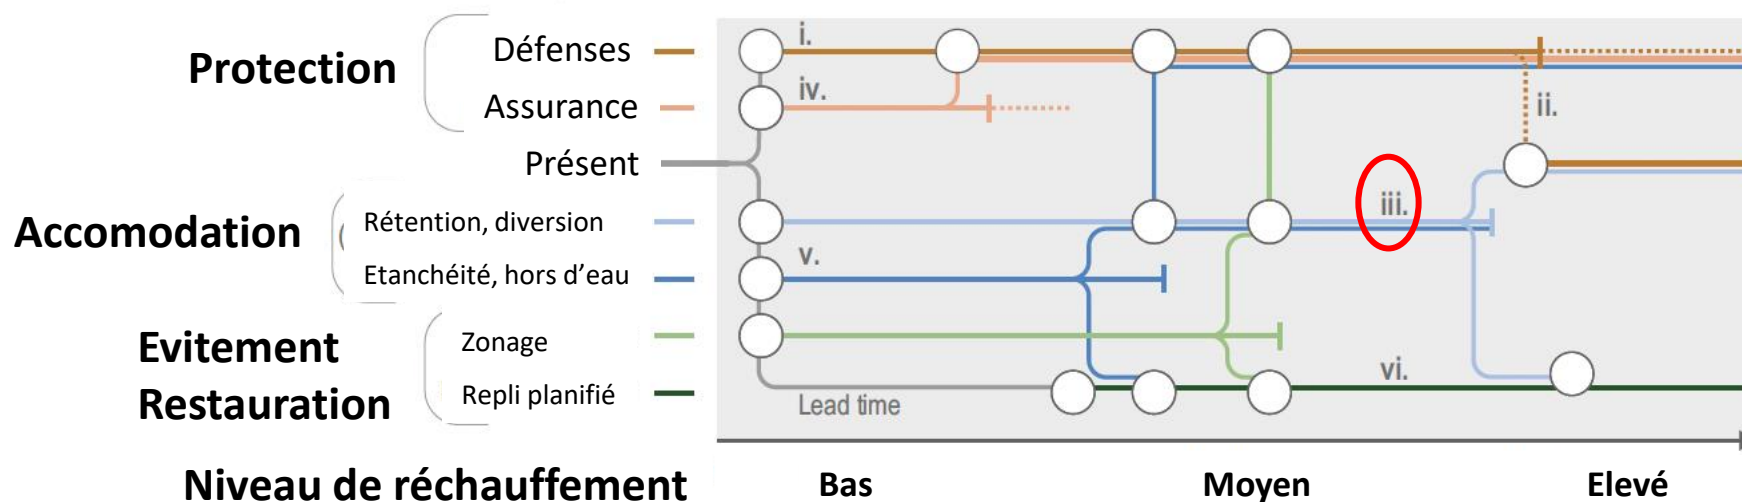 Protection
Défenses
Assurance
Présent
Accomodation
Rétention, diversion
Etanchéité, hors d'eau
Evitement
Restauration
Zonage
Repli planifié
i.
iv.
ii.
iii.
v.
vi.
Lead time
Niveau de réchauffement
Bas
Moyen
Elevé